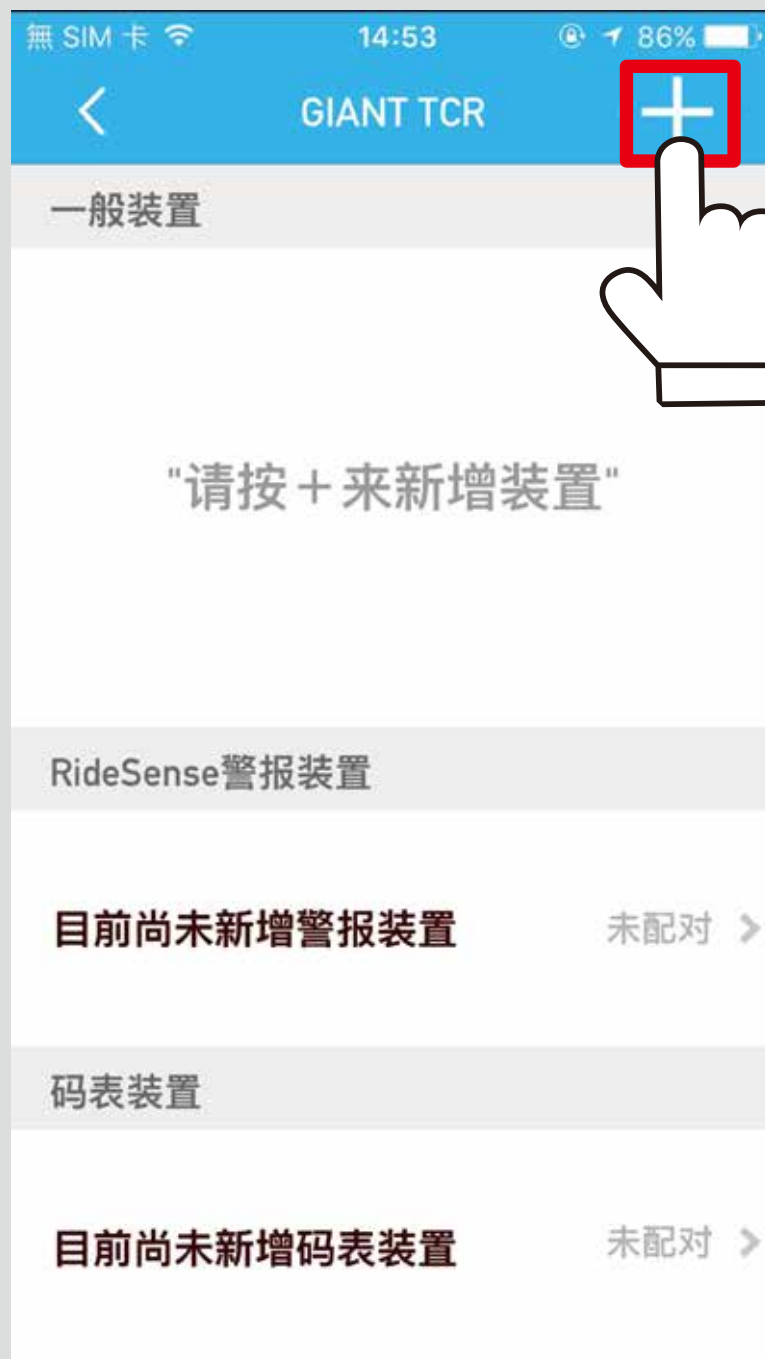 無 SIM 卡 14:53 86%
GIANT TCR
一般装置
"请按＋来新增装置"
RideSense警报装置
目前尚未新增警报装置 未配对
码表装置
目前尚未新增码表装置 未配对